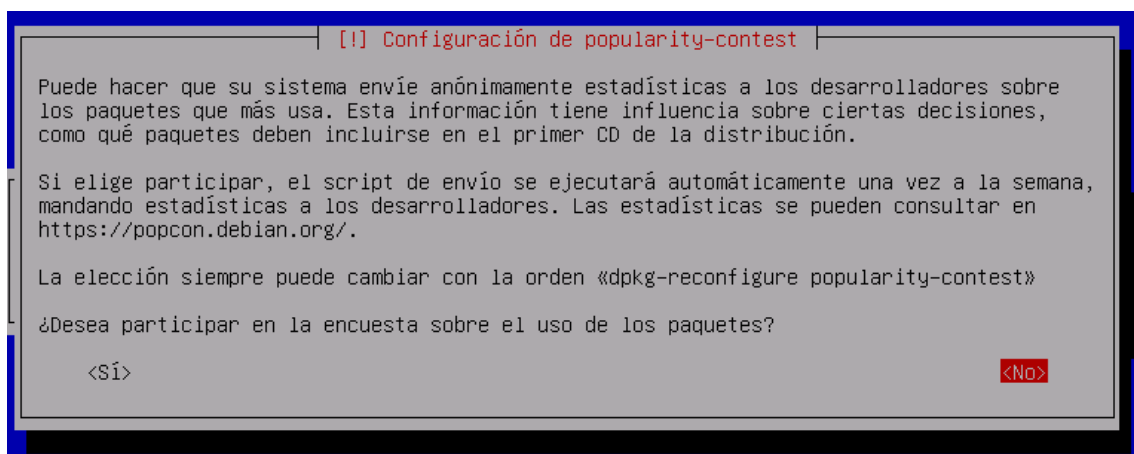 [!] Configuración de popularity-contest
Puede hacer que su sistema envíe anónimamente estadísticas a los desarrolladores sobre
los paquetes que más usa. Esta información tiene influencia sobre ciertas decisiones,
como qué paquetes deben incluirse en el primer CD de la distribución.
Si elige participar, el script de envío se ejecutará automáticamente una vez a la semana,
mandando estadísticas a los desarrolladores. Las estadísticas se pueden consultar en
https://popcon.debian.org/.
La elección siempre puede cambiar con la orden «dpkg-reconfigure popularity-contest»
¿Desea participar en la encuesta sobre el uso de los paquetes?
<Sí> <No>